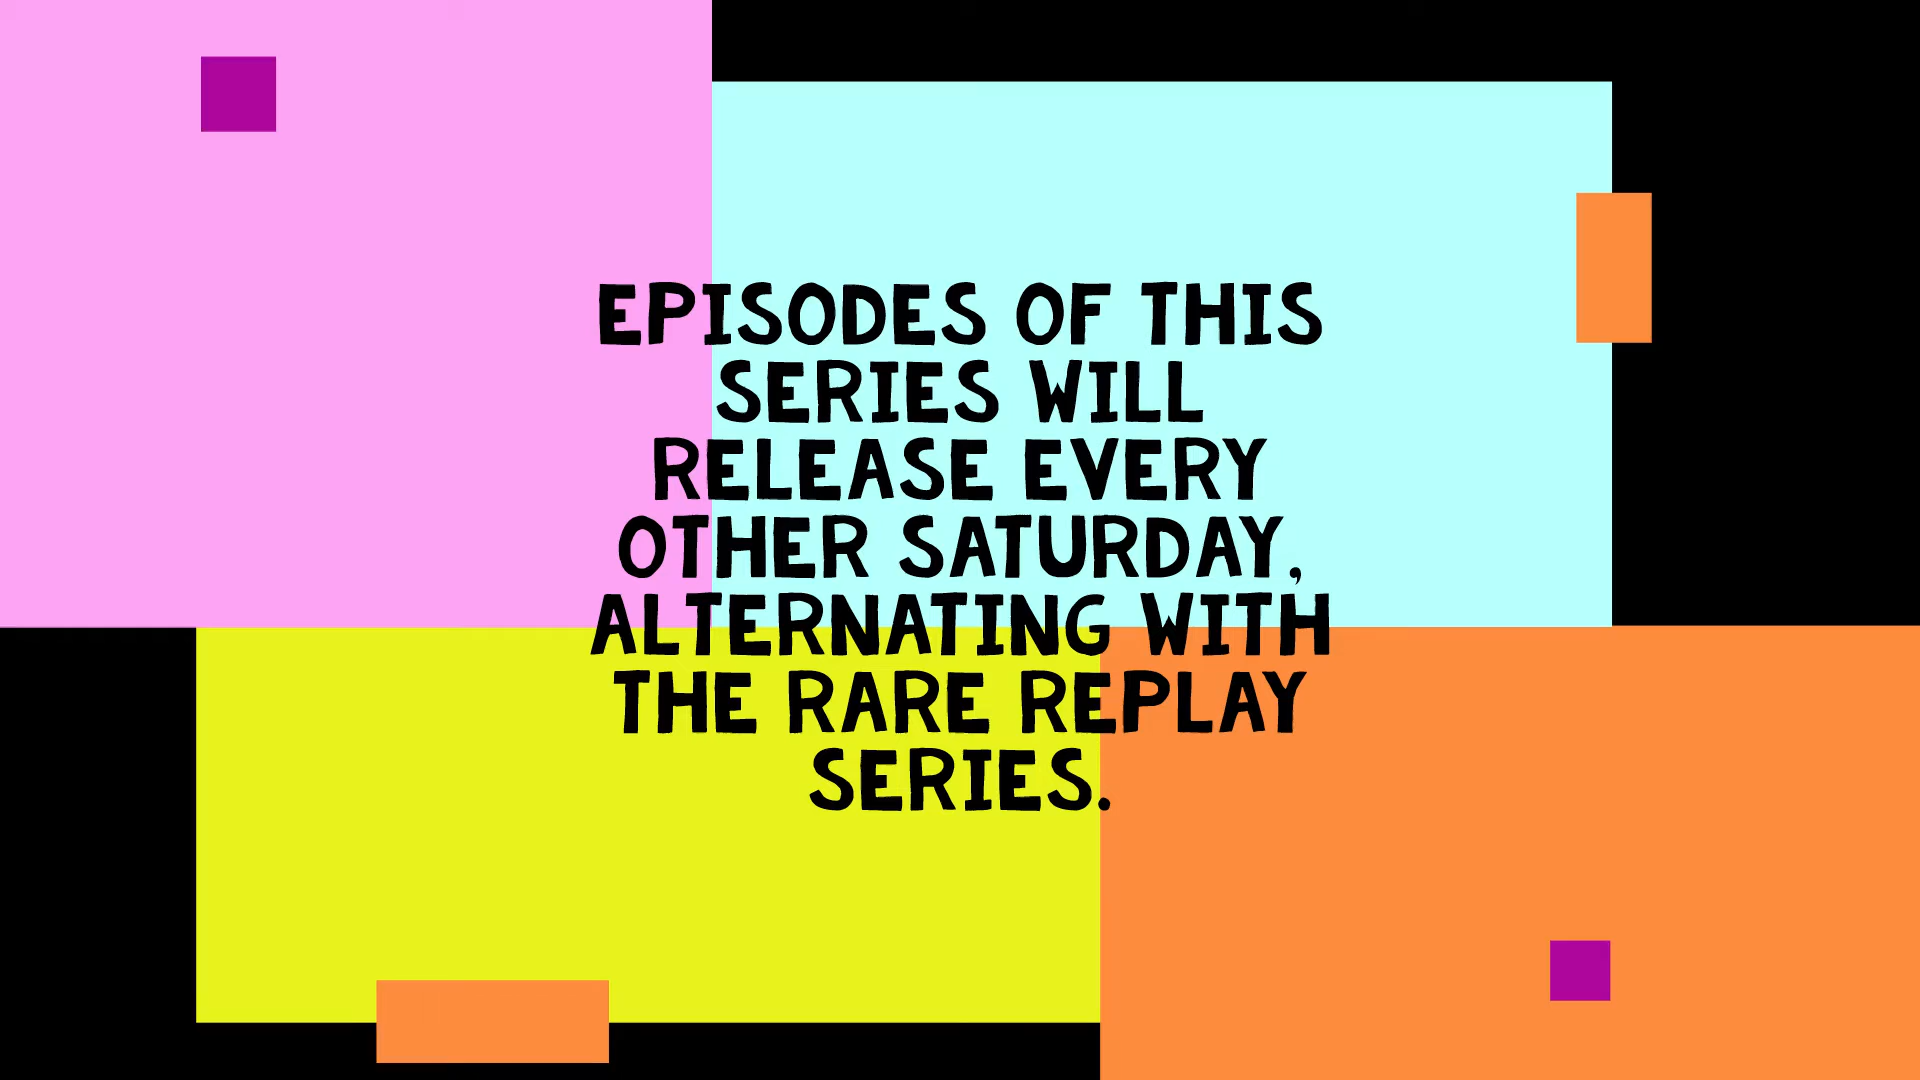 EPISODES OF THIS
SERIES WILL
RELEASE EVERY
OTHER SATURDAY,
ALTERNATING WITH
THE RARE REPLAY
SERIES.